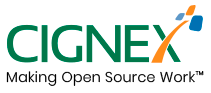 CIGNEX
Making Open Source Work™